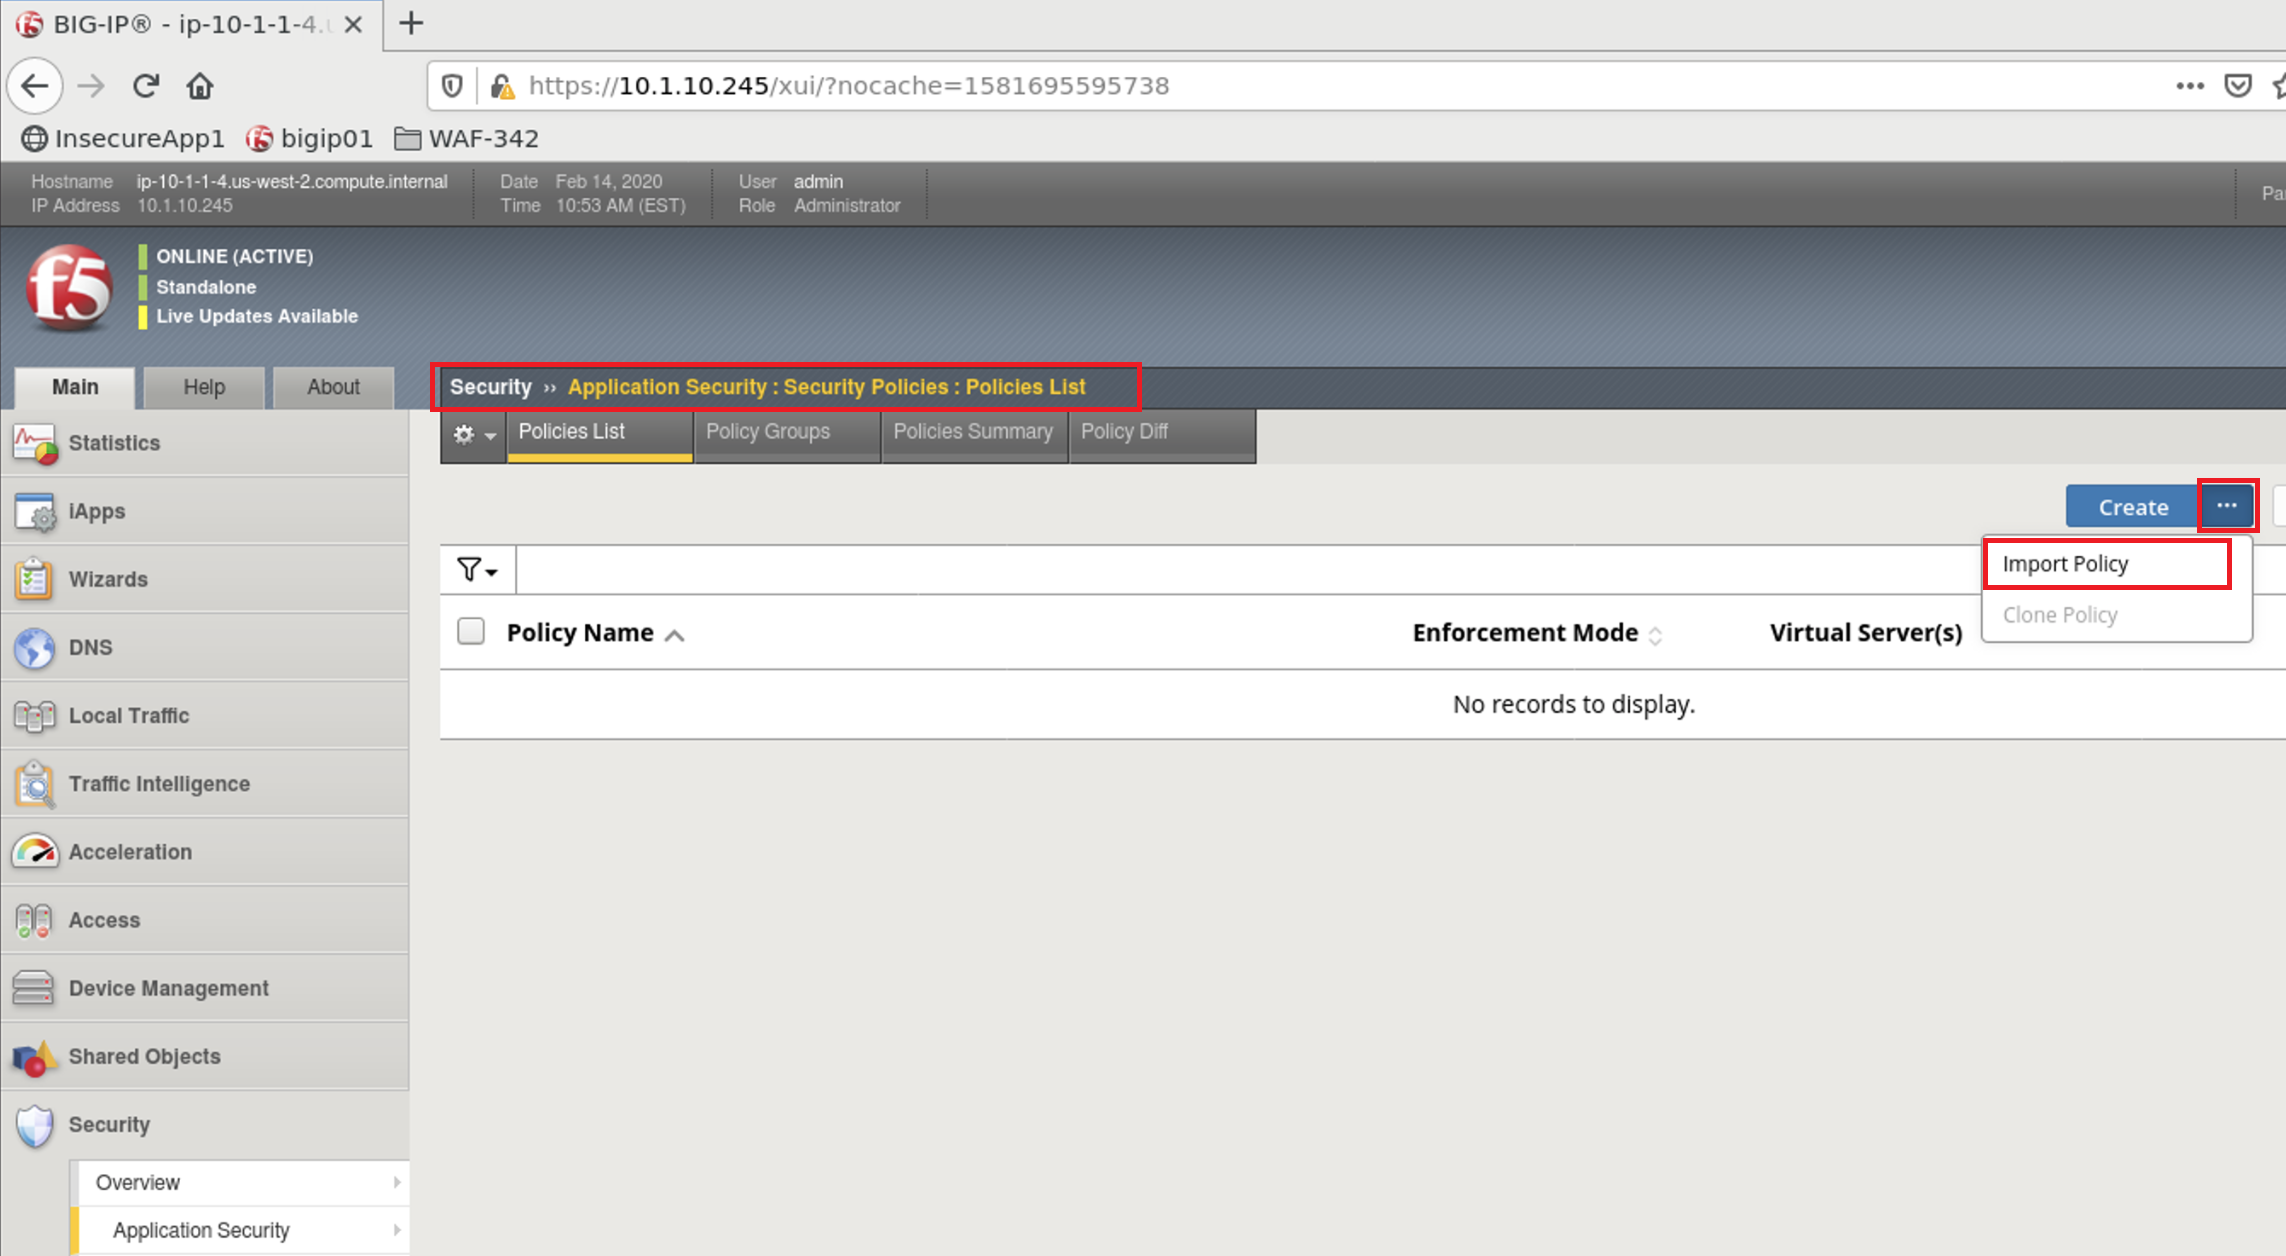 BIG-IP® - ip-10-1-1-4.
https://10.1.10.245/xui/?nocache=1581695595738
InsecureApp1 bigip01 WAF-342
Hostname ip-10-1-1-4.us-west-2.compute.internal Date Feb 14, 2020 User admin
IP Address 10.1.10.245 Time 10:53 AM (EST) Role Administrator
f5
ONLINE (ACTIVE)
Standalone
Live Updates Available
Main Help About
Security ›› Application Security : Security Policies : Policies List
Policies List Policy Groups Policies Summary Policy Diff
Create ...
Import Policy
Clone Policy
Policy Name Enforcement Mode Virtual Server(s)
No records to display.
Statistics
iApps
Wizards
DNS
Local Traffic
Traffic Intelligence
Acceleration
Access
Device Management
Shared Objects
Security
Overview
Application Security